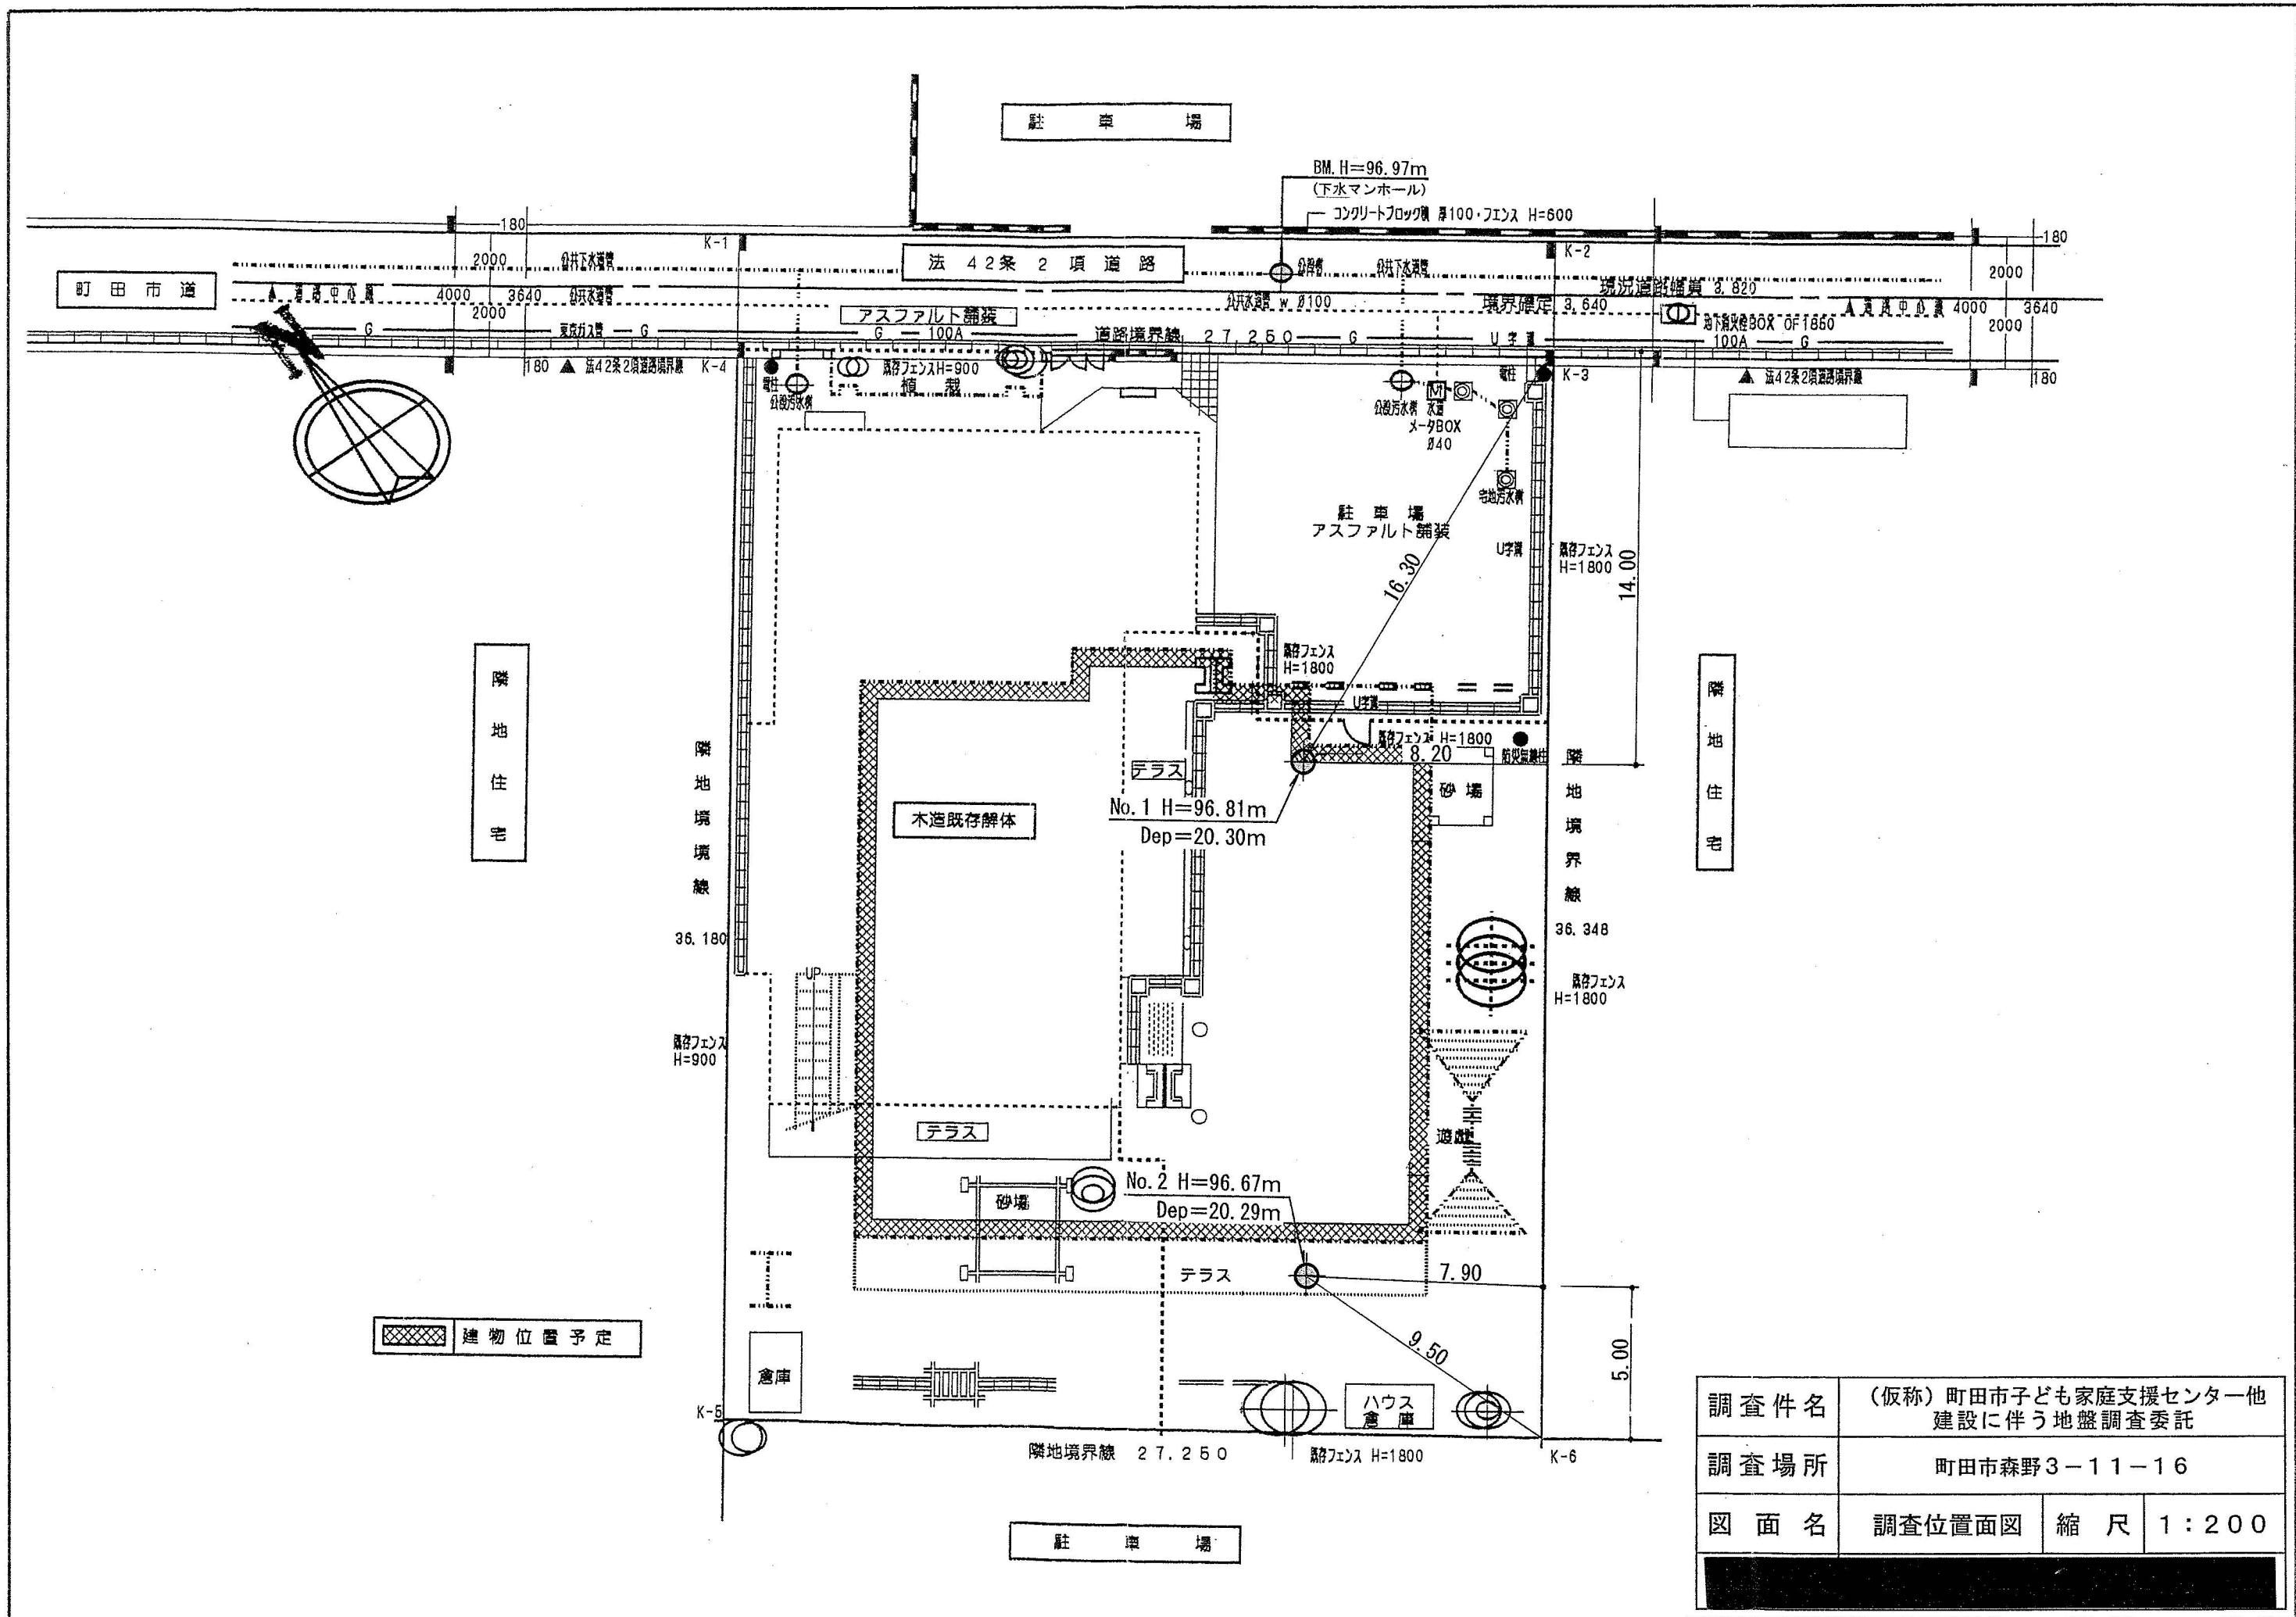 駐車場
BM.H=96.97m
(下水マンホール)
コンクリートブロック塀 厚100・フェンス H=600
180
K-1
K-2
180
2000
公共下水道管
法 42条 2 項 道 路
公設桝
公共下水道管
2000
町 田 市 道
▲ 道 路 中 心 線
4000
3640
公共水道管
公共水道管 w ø100
境界確定 3,640
現況道路幅員 3,820
▲ 道 路 中 心 線
4000
3640
2000
アスファルト舗装
地下消火栓BOX OF1850
2000
G
東京ガス管
G
G
100A
G
道路境界線 27,250
G
U 字 溝
100A
G
180
▲ 法42条2項道路境界線
K-4
電柱
既存フェンスH=900
植 栽
公設汚水桝
電柱
K-3
▲ 法42条2項道路境界線
180
公設汚水桝
M
水道
メータBOX
ø40
宅地汚水桝
駐 車 場
アスファルト舗装
U字溝
既存フェンス
H=1800
16.30
14.00
既存フェンス
H=1800
U字溝
隣地住宅
隣地住宅
既存フェンス H=1800
8.20
防災無線柱
テラス
砂 場
No.1 H=96.81m
Dep=20.30m
木造既存解体
隣地境境線
36.180
隣地境界線
36.348
既存フェンス
H=1800
UP
既存フェンス
H=900
テラス
遊戯
砂場
No.2 H=96.67m
Dep=20.29m
テラス
7.90
9.50
5.00
建 物 位 置 予 定
倉庫
ハウス
倉 庫
K-5
隣地境界線 27.250
既存フェンス H=1800
K-6
駐車場
調査件名
(仮称)町田市子ども家庭支援センター他
建設に伴う地盤調査委託
調査場所
町田市森野3-11-16
図 面 名
調査位置面図
縮 尺
1:200